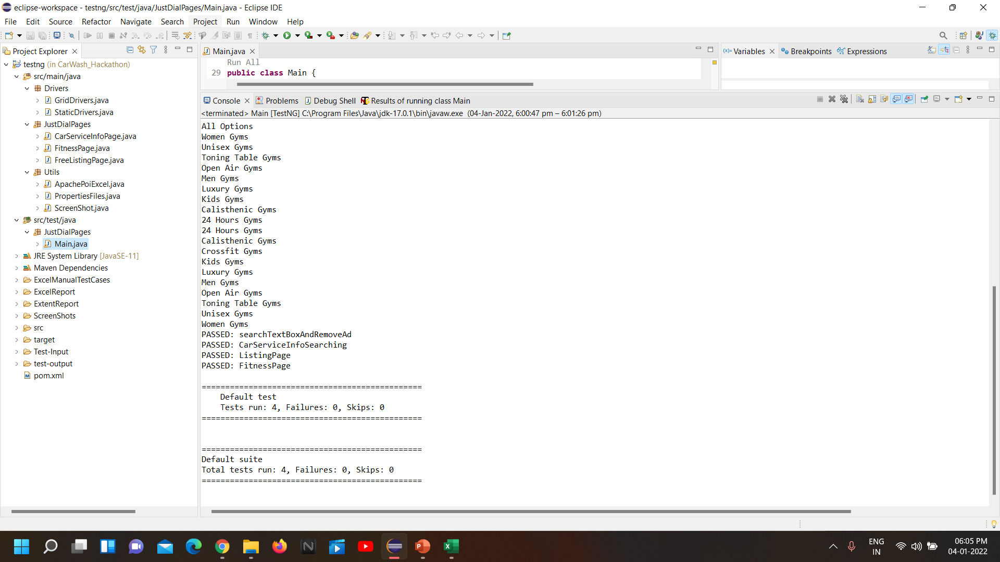 eclipse-workspace - testng/src/test/java/JustDialPages/Main.java - Eclipse IDE
File Edit Source Refactor Navigate Search Project Run Window Help
Project Explorer
testng (in CarWash_Hackathon)
src/main/java
Drivers
GridDrivers.java
StaticDrivers.java
JustDialPages
CarServiceInfoPage.java
FitnessPage.java
FreeListingPage.java
Utils
ApachePoiExcel.java
PropertiesFiles.java
ScreenShot.java
src/test/java
JustDialPages
Main.java
JRE System Library [JavaSE-11]
Maven Dependencies
ExcelManualTestCases
ExcelReport
ExtentReport
ScreenShots
src
target
Test-Input
test-output
pom.xml
Main.java
Run All
29 public class Main {
(x)= Variables Breakpoints Expressions
Console Problems Debug Shell Results of running class Main
<terminated> Main [TestNG] C:\Program Files\Java\jdk-17.0.1\bin\javaw.exe (04-Jan-2022, 6:00:47 pm – 6:01:26 pm)
All Options
Women Gyms
Unisex Gyms
Toning Table Gyms
Open Air Gyms
Men Gyms
Luxury Gyms
Kids Gyms
Calisthenic Gyms
24 Hours Gyms
24 Hours Gyms
Calisthenic Gyms
Crossfit Gyms
Kids Gyms
Luxury Gyms
Men Gyms
Open Air Gyms
Toning Table Gyms
Unisex Gyms
Women Gyms
PASSED: searchTextBoxAndRemoveAd
PASSED: CarServiceInfoSearching
PASSED: ListingPage
PASSED: FitnessPage
===============================================
Default test
Tests run: 4, Failures: 0, Skips: 0
===============================================
===============================================
Default suite
Total tests run: 4, Failures: 0, Skips: 0
===============================================
ENG
IN
06:05 PM
04-01-2022